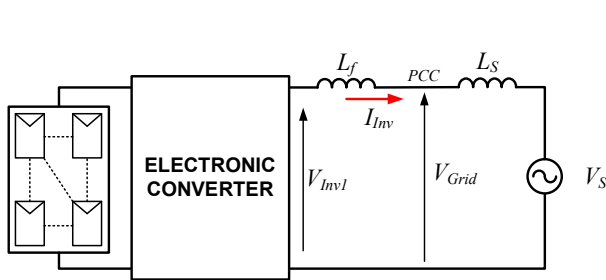 L_f
PCC
L_S
I_Inv
ELECTRONIC
CONVERTER
V_Inv1
V_Grid
V_S